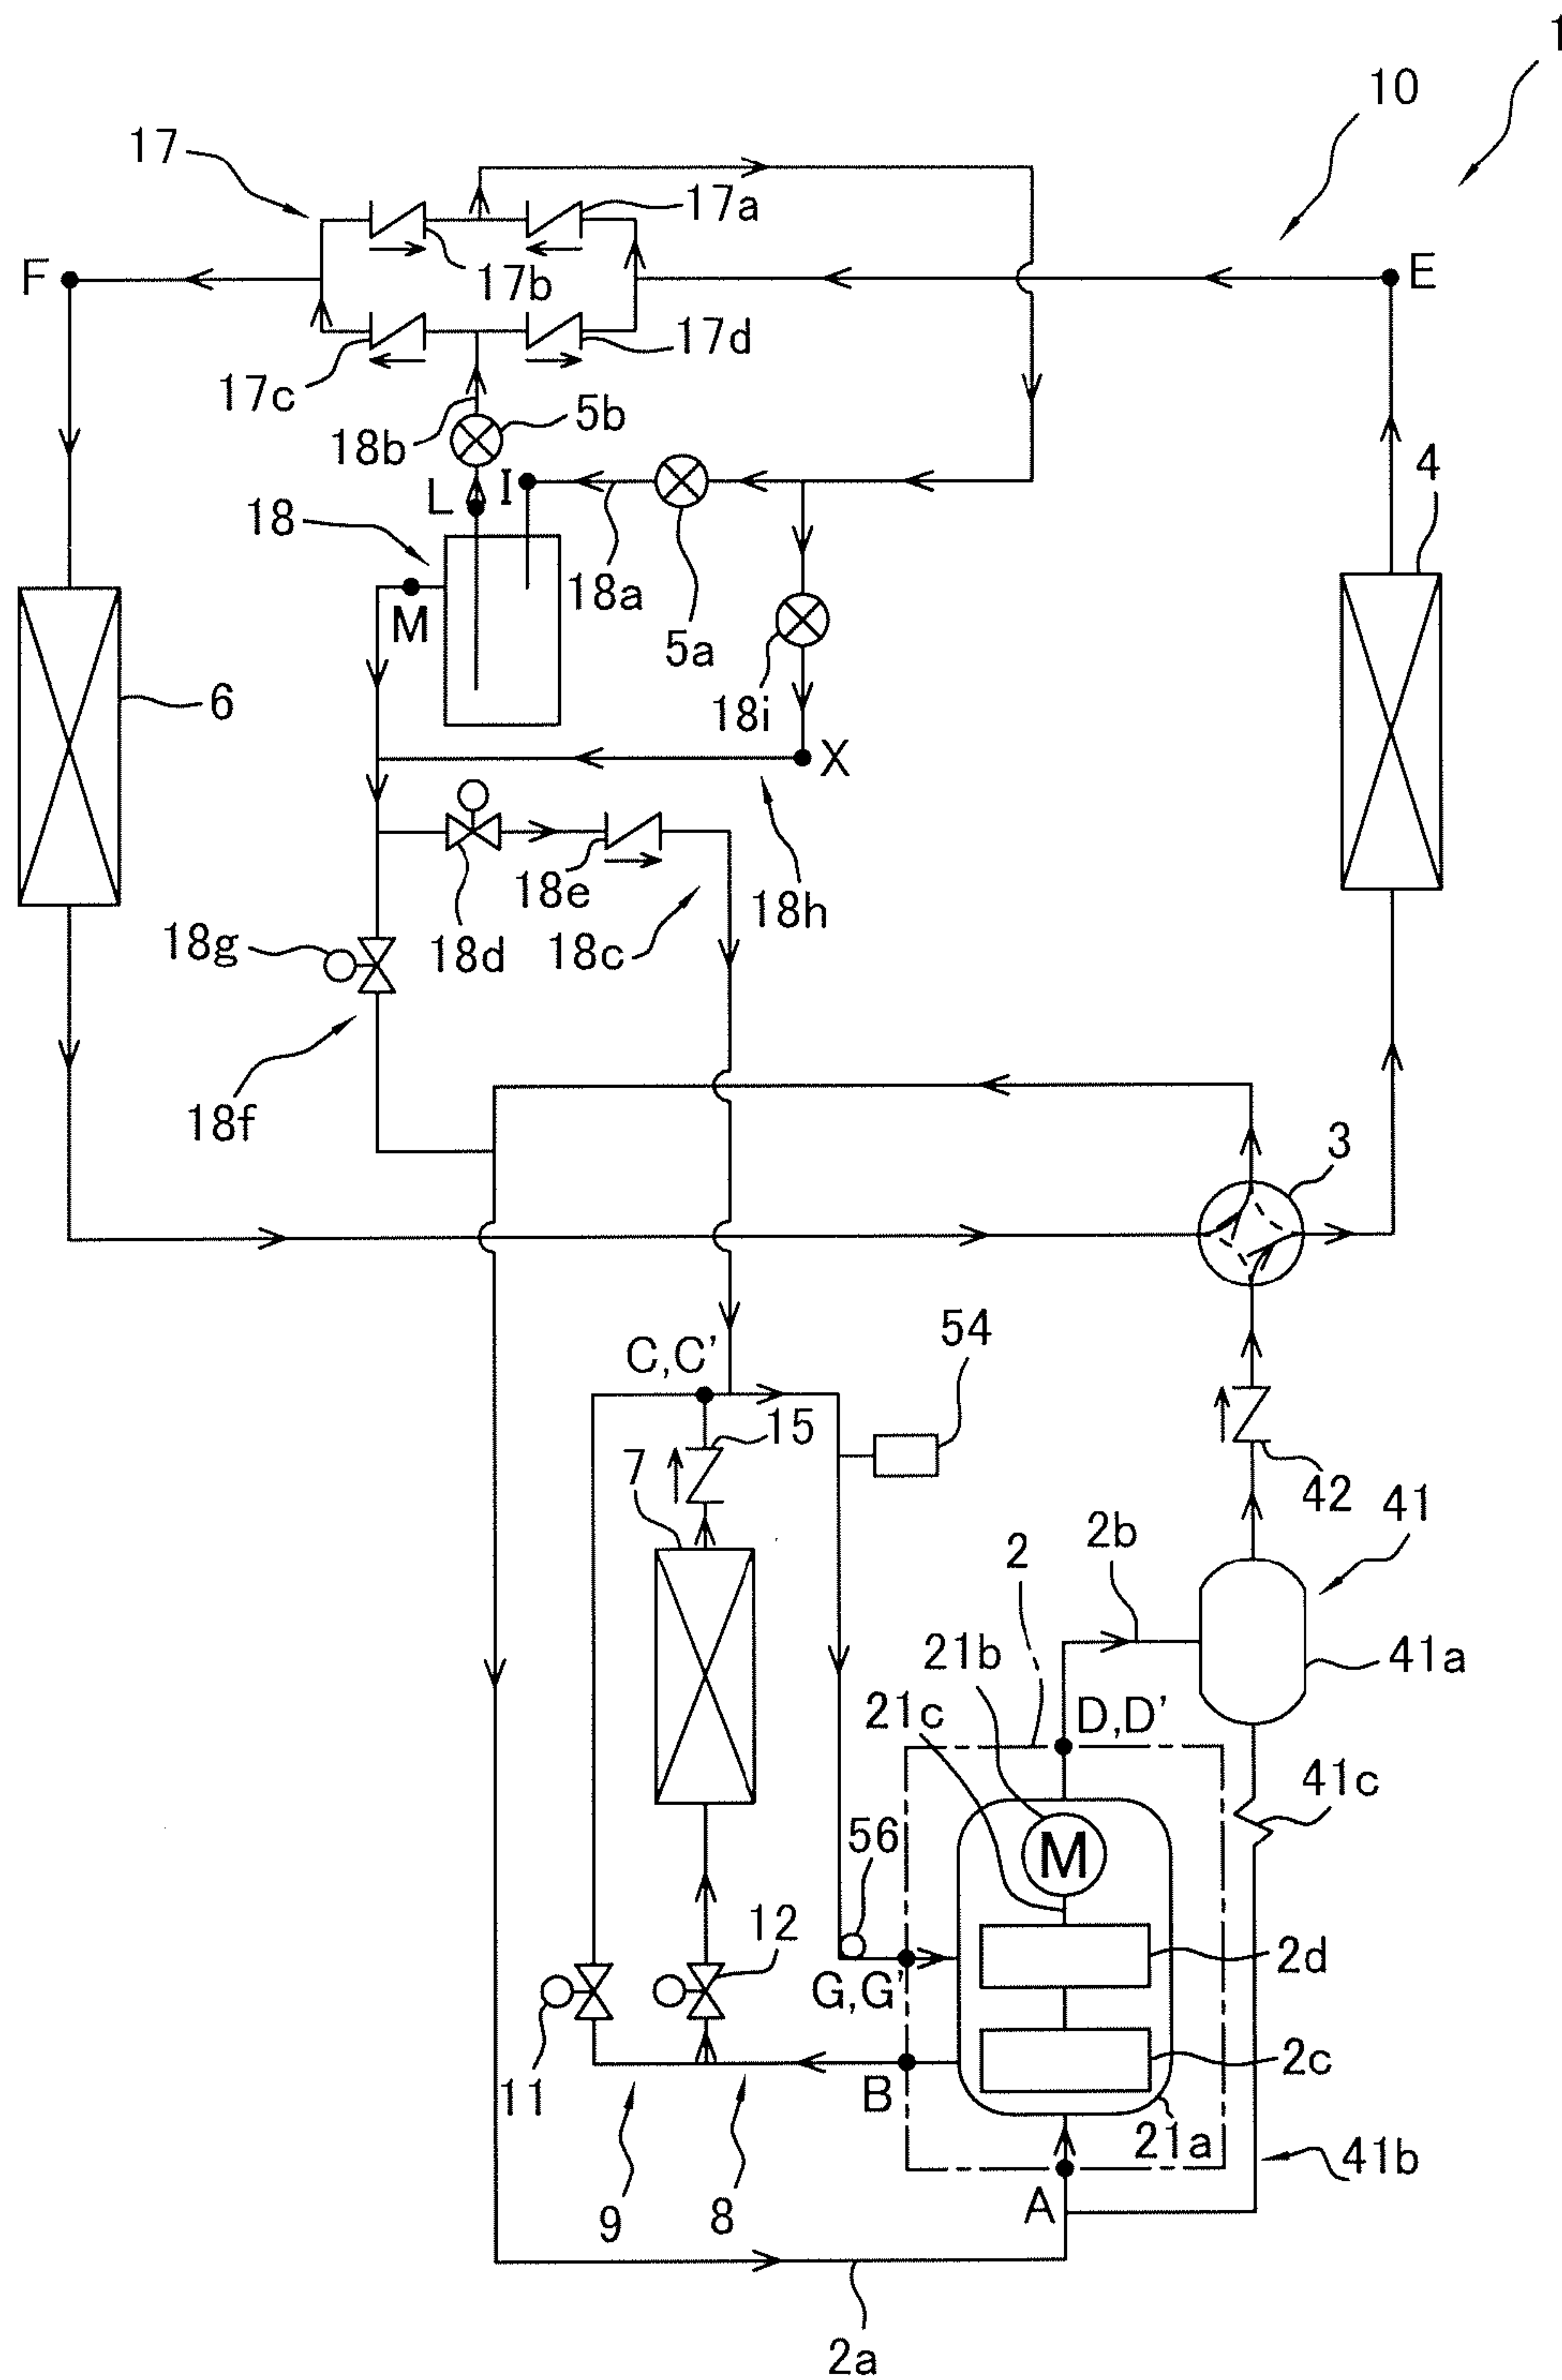 1
10
17
17a
F
17b
E
17d
17c
5b
18b
4
L
I
18
18a
M
5a
6
18i
X
18e
18h
18g
18d
18c
18f
3
C,C’
54
15
7
42
41
2b
2
21b
41a
D,D’
21c
41c
56
M
12
2d
G,G’
2c
11
B
21a
41b
A
9
8
2a